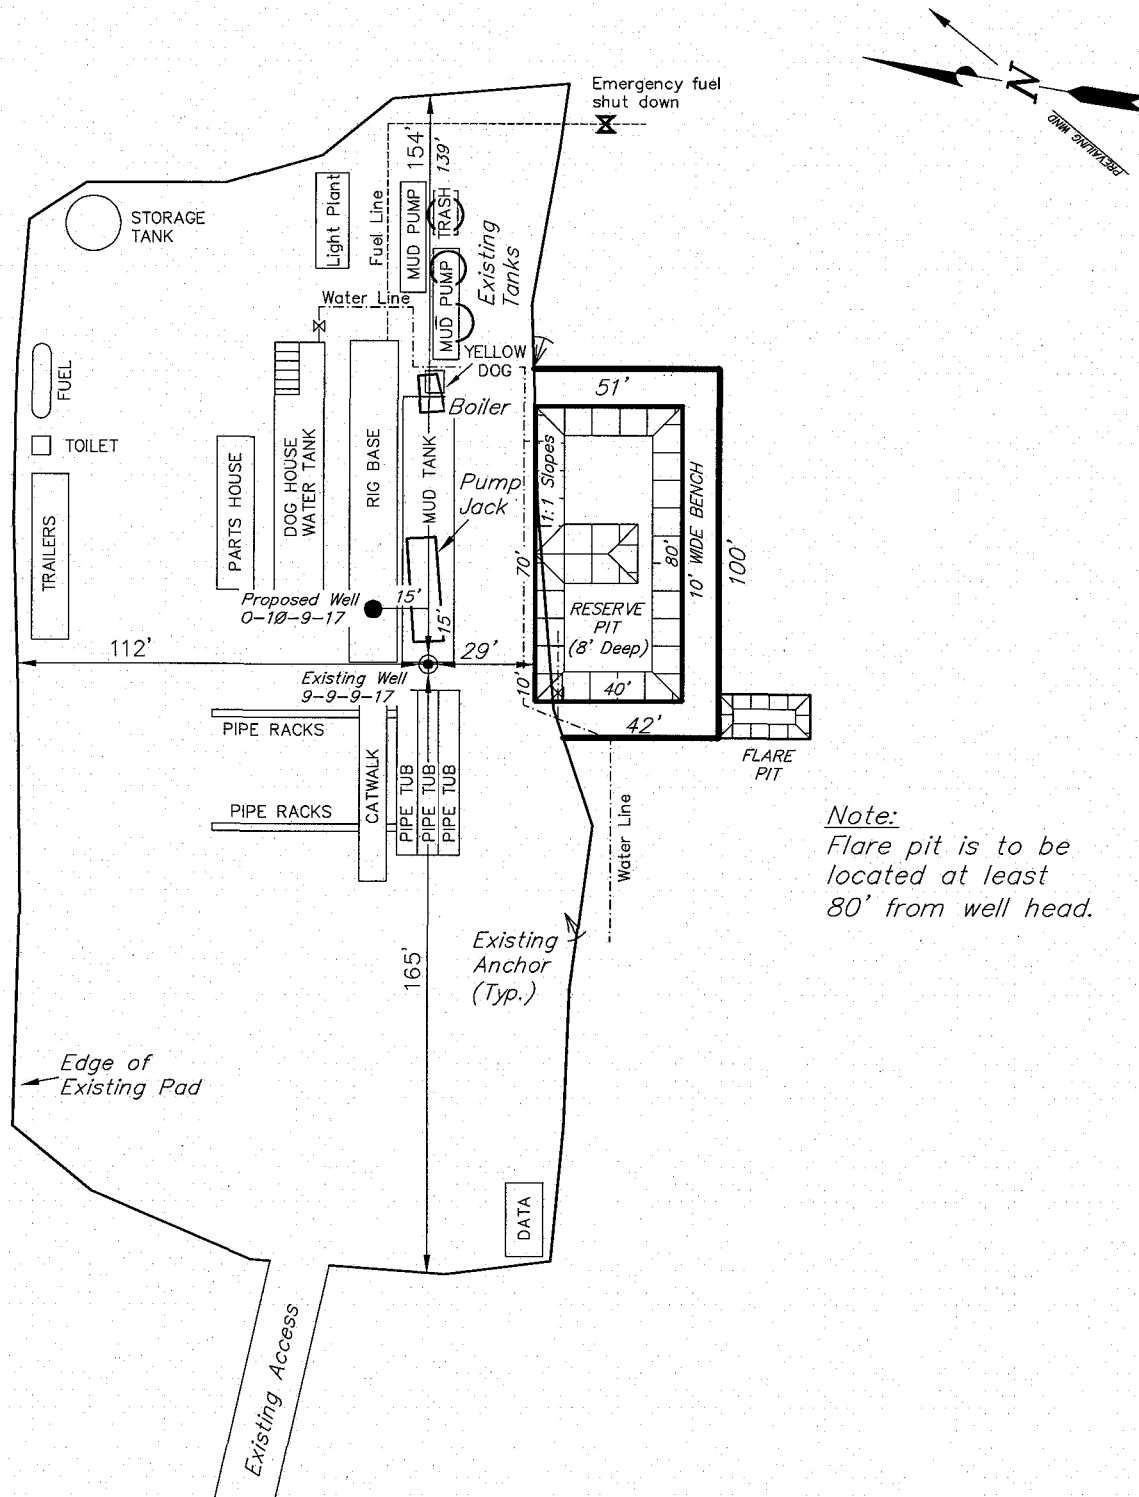 Emergency fuel
shut down
N
PREVAILING WIND
154'
139'
STORAGE
TANK
Light Plant
Fuel Line
MUD PUMP
TRASH
MUD PUMP
Existing
Tanks
Water Line
YELLOW
DOG
Boiler
FUEL
TOILET
TRAILERS
PARTS HOUSE
DOG HOUSE
WATER TANK
RIG BASE
MUD TANK
Pump
Jack
51'
1:1 Slopes
10' WIDE BENCH
80'
100'
70'
RESERVE
PIT
(8' Deep)
Proposed Well
O-10-9-17
15'
15'
112'
29'
10'
40'
42'
Existing Well
9-9-9-17
PIPE RACKS
PIPE RACKS
CATWALK
PIPE TUB
PIPE TUB
PIPE TUB
FLARE
PIT
Water Line
Note:
Flare pit is to be
located at least
80' from well head.
165'
Existing
Anchor
(Typ.)
Edge of
Existing Pad
DATA
Existing Access